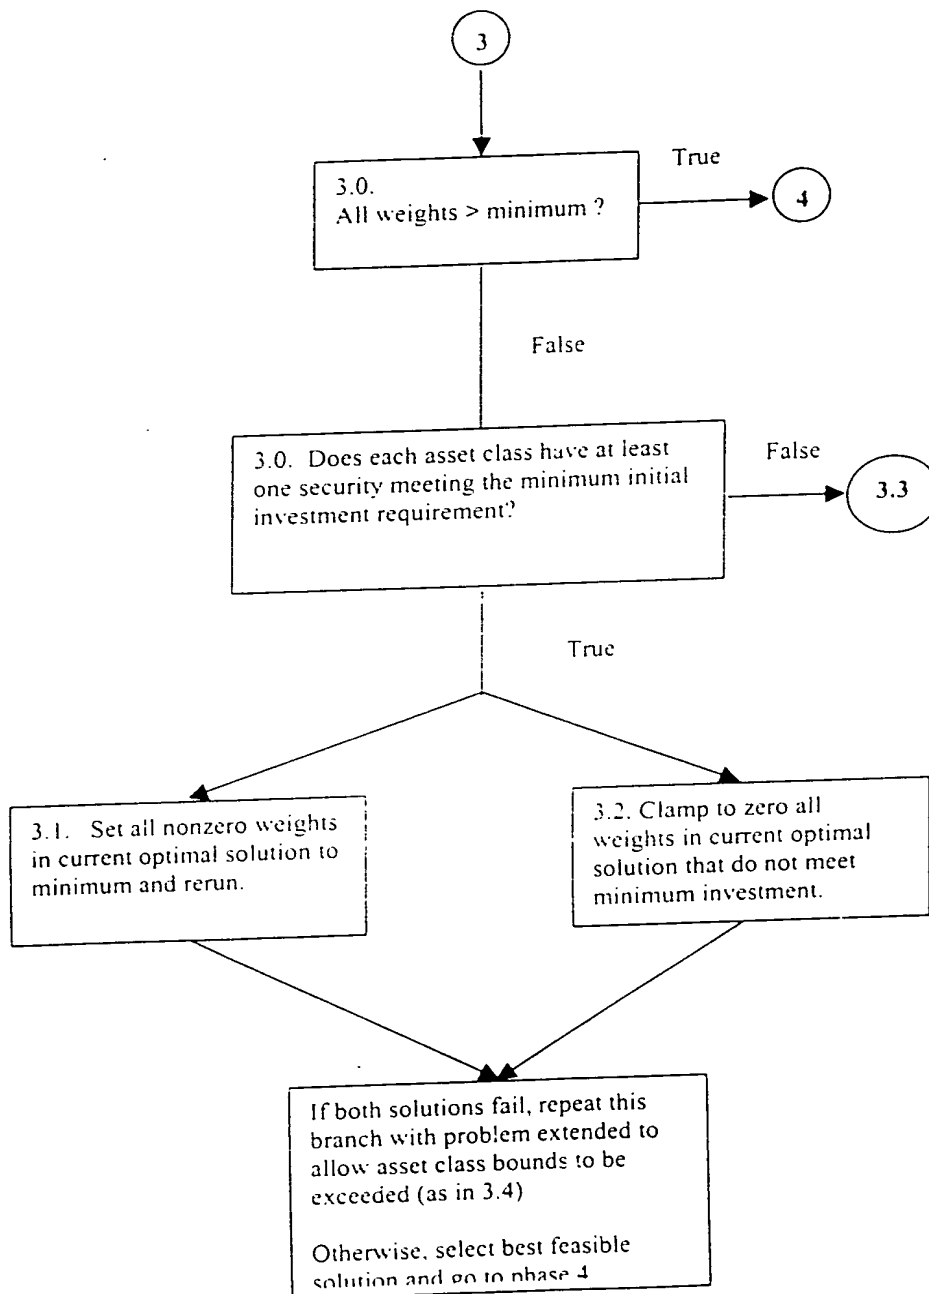 3
3.0.
All weights > minimum ?
True
4
False
3.0. Does each asset class have at least
one security meeting the minimum initial
investment requirement?
False
3.3
True
3.1. Set all nonzero weights
in current optimal solution to
minimum and rerun.
3.2. Clamp to zero all
weights in current optimal
solution that do not meet
minimum investment.
If both solutions fail, repeat this
branch with problem extended to
allow asset class bounds to be
exceeded (as in 3.4)
Otherwise, select best feasible
solution and go to phase 4